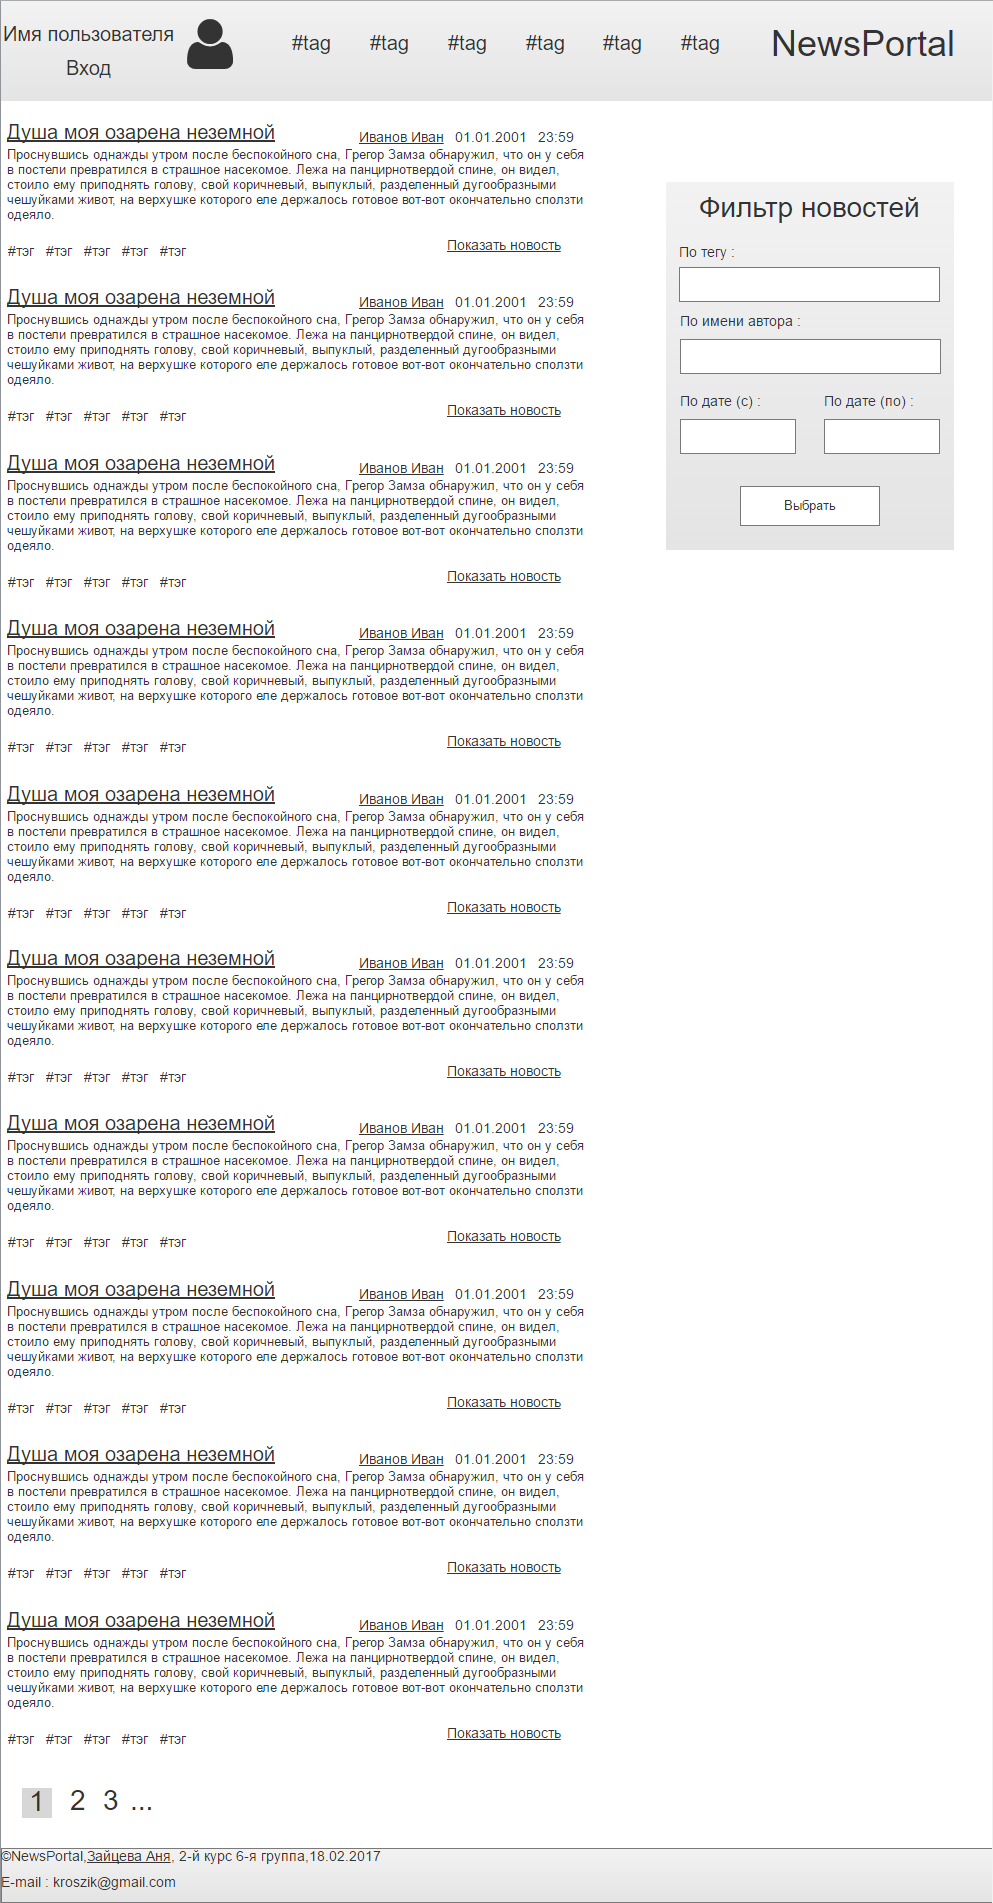 Имя пользователя
Вход
#tag #tag #tag #tag #tag #tag
NewsPortal
Душа моя озарена неземной
Иванов Иван 01.01.2001 23:59
Проснувшись однажды утром после беспокойного сна, Грегор Замза обнаружил, что он у себя
в постели превратился в страшное насекомое. Лежа на панцирнотвердой спине, он видел,
стоило ему приподнять голову, свой коричневый, выпуклый, разделенный дугообразными
чешуйками живот, на верхушке которого еле держалось готовое вот-вот окончательно сползти
одеяло.
#тэг #тэг #тэг #тэг #тэг
Показать новость
Душа моя озарена неземной
Иванов Иван 01.01.2001 23:59
Проснувшись однажды утром после беспокойного сна, Грегор Замза обнаружил, что он у себя
в постели превратился в страшное насекомое. Лежа на панцирнотвердой спине, он видел,
стоило ему приподнять голову, свой коричневый, выпуклый, разделенный дугообразными
чешуйками живот, на верхушке которого еле держалось готовое вот-вот окончательно сползти
одеяло.
#тэг #тэг #тэг #тэг #тэг
Показать новость
Душа моя озарена неземной
Иванов Иван 01.01.2001 23:59
Проснувшись однажды утром после беспокойного сна, Грегор Замза обнаружил, что он у себя
в постели превратился в страшное насекомое. Лежа на панцирнотвердой спине, он видел,
стоило ему приподнять голову, свой коричневый, выпуклый, разделенный дугообразными
чешуйками живот, на верхушке которого еле держалось готовое вот-вот окончательно сползти
одеяло.
#тэг #тэг #тэг #тэг #тэг
Показать новость
Душа моя озарена неземной
Иванов Иван 01.01.2001 23:59
Проснувшись однажды утром после беспокойного сна, Грегор Замза обнаружил, что он у себя
в постели превратился в страшное насекомое. Лежа на панцирнотвердой спине, он видел,
стоило ему приподнять голову, свой коричневый, выпуклый, разделенный дугообразными
чешуйками живот, на верхушке которого еле держалось готовое вот-вот окончательно сползти
одеяло.
#тэг #тэг #тэг #тэг #тэг
Показать новость
Душа моя озарена неземной
Иванов Иван 01.01.2001 23:59
Проснувшись однажды утром после беспокойного сна, Грегор Замза обнаружил, что он у себя
в постели превратился в страшное насекомое. Лежа на панцирнотвердой спине, он видел,
стоило ему приподнять голову, свой коричневый, выпуклый, разделенный дугообразными
чешуйками живот, на верхушке которого еле держалось готовое вот-вот окончательно сползти
одеяло.
#тэг #тэг #тэг #тэг #тэг
Показать новость
Душа моя озарена неземной
Иванов Иван 01.01.2001 23:59
Проснувшись однажды утром после беспокойного сна, Грегор Замза обнаружил, что он у себя
в постели превратился в страшное насекомое. Лежа на панцирнотвердой спине, он видел,
стоило ему приподнять голову, свой коричневый, выпуклый, разделенный дугообразными
чешуйками живот, на верхушке которого еле держалось готовое вот-вот окончательно сползти
одеяло.
#тэг #тэг #тэг #тэг #тэг
Показать новость
Душа моя озарена неземной
Иванов Иван 01.01.2001 23:59
Проснувшись однажды утром после беспокойного сна, Грегор Замза обнаружил, что он у себя
в постели превратился в страшное насекомое. Лежа на панцирнотвердой спине, он видел,
стоило ему приподнять голову, свой коричневый, выпуклый, разделенный дугообразными
чешуйками живот, на верхушке которого еле держалось готовое вот-вот окончательно сползти
одеяло.
#тэг #тэг #тэг #тэг #тэг
Показать новость
Душа моя озарена неземной
Иванов Иван 01.01.2001 23:59
Проснувшись однажды утром после беспокойного сна, Грегор Замза обнаружил, что он у себя
в постели превратился в страшное насекомое. Лежа на панцирнотвердой спине, он видел,
стоило ему приподнять голову, свой коричневый, выпуклый, разделенный дугообразными
чешуйками живот, на верхушке которого еле держалось готовое вот-вот окончательно сползти
одеяло.
#тэг #тэг #тэг #тэг #тэг
Показать новость
Душа моя озарена неземной
Иванов Иван 01.01.2001 23:59
Проснувшись однажды утром после беспокойного сна, Грегор Замза обнаружил, что он у себя
в постели превратился в страшное насекомое. Лежа на панцирнотвердой спине, он видел,
стоило ему приподнять голову, свой коричневый, выпуклый, разделенный дугообразными
чешуйками живот, на верхушке которого еле держалось готовое вот-вот окончательно сползти
одеяло.
#тэг #тэг #тэг #тэг #тэг
Показать новость
Душа моя озарена неземной
Иванов Иван 01.01.2001 23:59
Проснувшись однажды утром после беспокойного сна, Грегор Замза обнаружил, что он у себя
в постели превратился в страшное насекомое. Лежа на панцирнотвердой спине, он видел,
стоило ему приподнять голову, свой коричневый, выпуклый, разделенный дугообразными
чешуйками живот, на верхушке которого еле держалось готовое вот-вот окончательно сползти
одеяло.
#тэг #тэг #тэг #тэг #тэг
Показать новость
Фильтр новостей
По тегу :
По имени автора :
По дате (с) : По дате (по) :
Выбрать
1 2 3 ...
©NewsPortal,Зайцева Аня, 2-й курс 6-я группа,18.02.2017
E-mail : kroszik@gmail.com